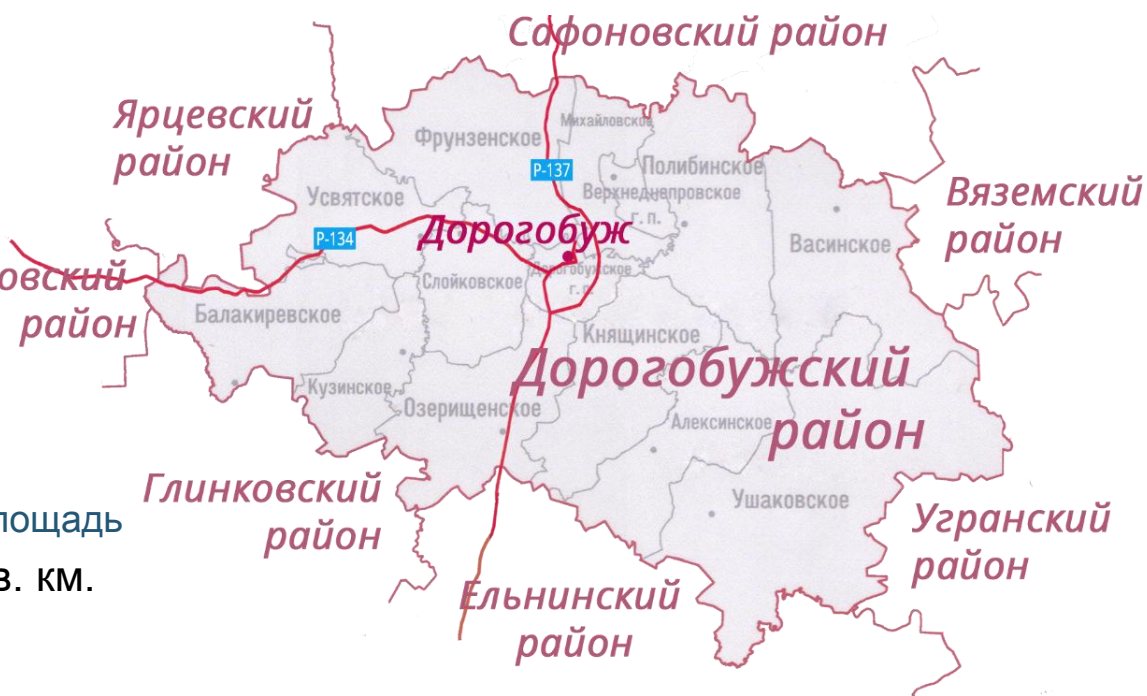 Сафоновский район
Ярцевский
район
Фрунзенское
Михайловское
Р-137
Полибинское
Верхнеднепровское
г. п.
Усвятское
Вяземский
район
Р-134
Дорогобуж
Васинское
овский
район
Слойковское
Дорогобужское
г. п.
Балакиревское
Княщинское
Дорогобужский
район
Кузинское
Озерищенское
Алексинское
Глинковский
район
Ушаковское
Угранский
район
лощадь
в. км.
Ельнинский
район